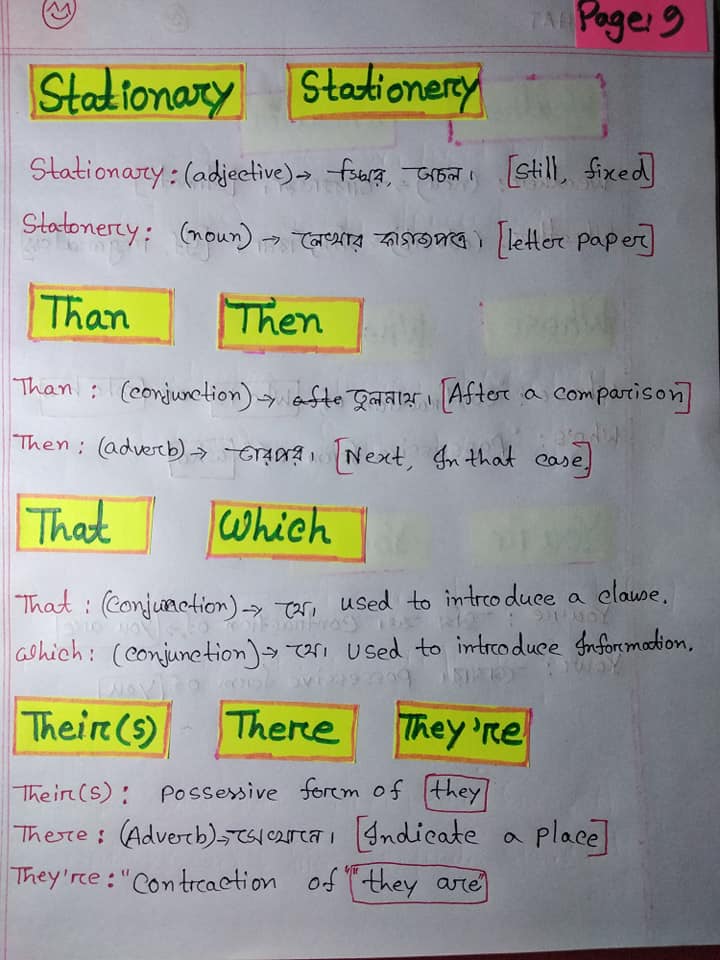 Page: 9
Stationary Stationery
Stationary: (adjective)→ স্থির, অচল। [still, fixed]
Statonery: (noun) → লেখার কাগজপত্র। [letter paper]
Than Then
Than : (conjunction)→ তুলনায়। [After a comparison]
Then : (adverb)→ তারপর। [Next, In that case]
That Which
That : (Conjunction)→ যে। used to introduce a clause.
Which : (conjunction)→ যে। used to introduce Information.
Their(s) There They're
Their(s) : Possessive form of they
There : (Adverb)→ সেখানে। [Indicate a place]
They're : "Contraction of "they are"